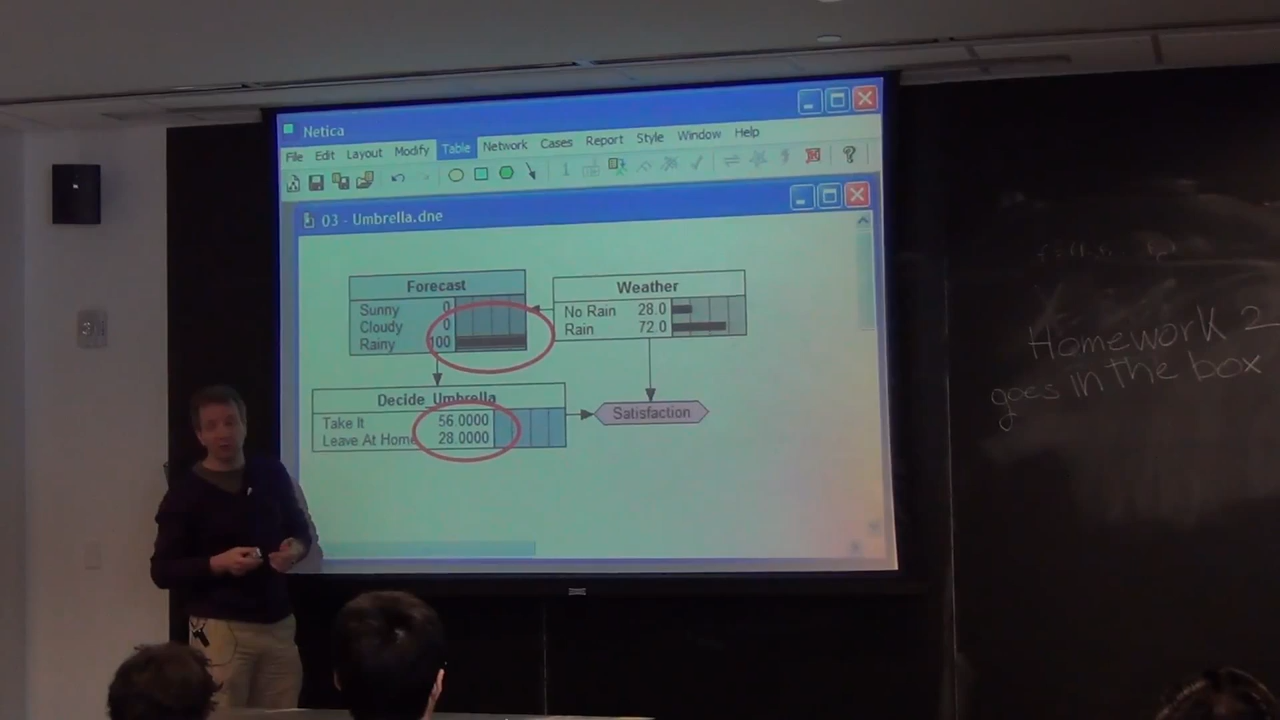 Netica
File Edit Layout Modify Table Network Cases Report Style Window Help
03 - Umbrella.dne
Forecast
Sunny 0
Cloudy 0
Rainy 100
Weather
No Rain 28.0
Rain 72.0
Decide Umbrella
Take It 56.0000
Leave At Home 28.0000
Satisfaction
Homework 2
goes in the box